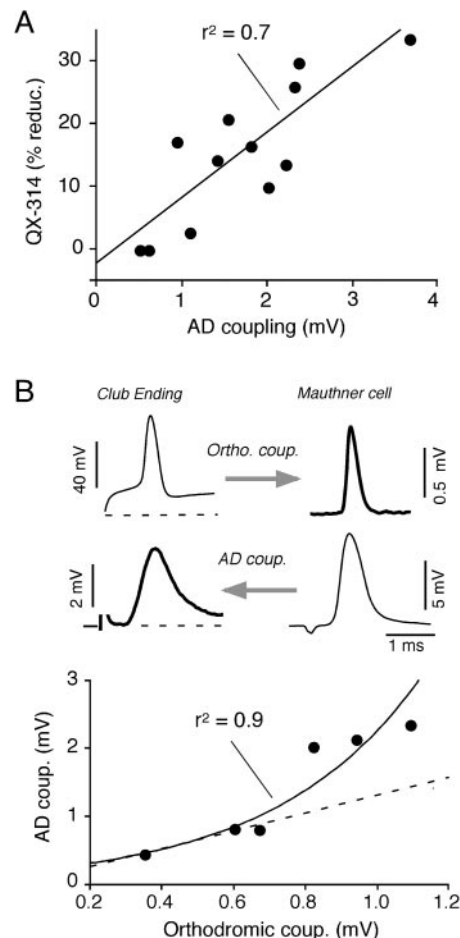 A
r² = 0.7
QX-314 (% reduc.)
30
20
10
0
0 1 2 3 4
AD coupling (mV)
B
Club Ending Mauthner cell
40 mV
Ortho. coup.
0.5 mV
2 mV
AD coup.
5 mV
1 ms
r² = 0.9
AD coup. (mV)
3
2
1
0
0.2 0.4 0.6 0.8 1.0 1.2
Orthodromic coup. (mV)